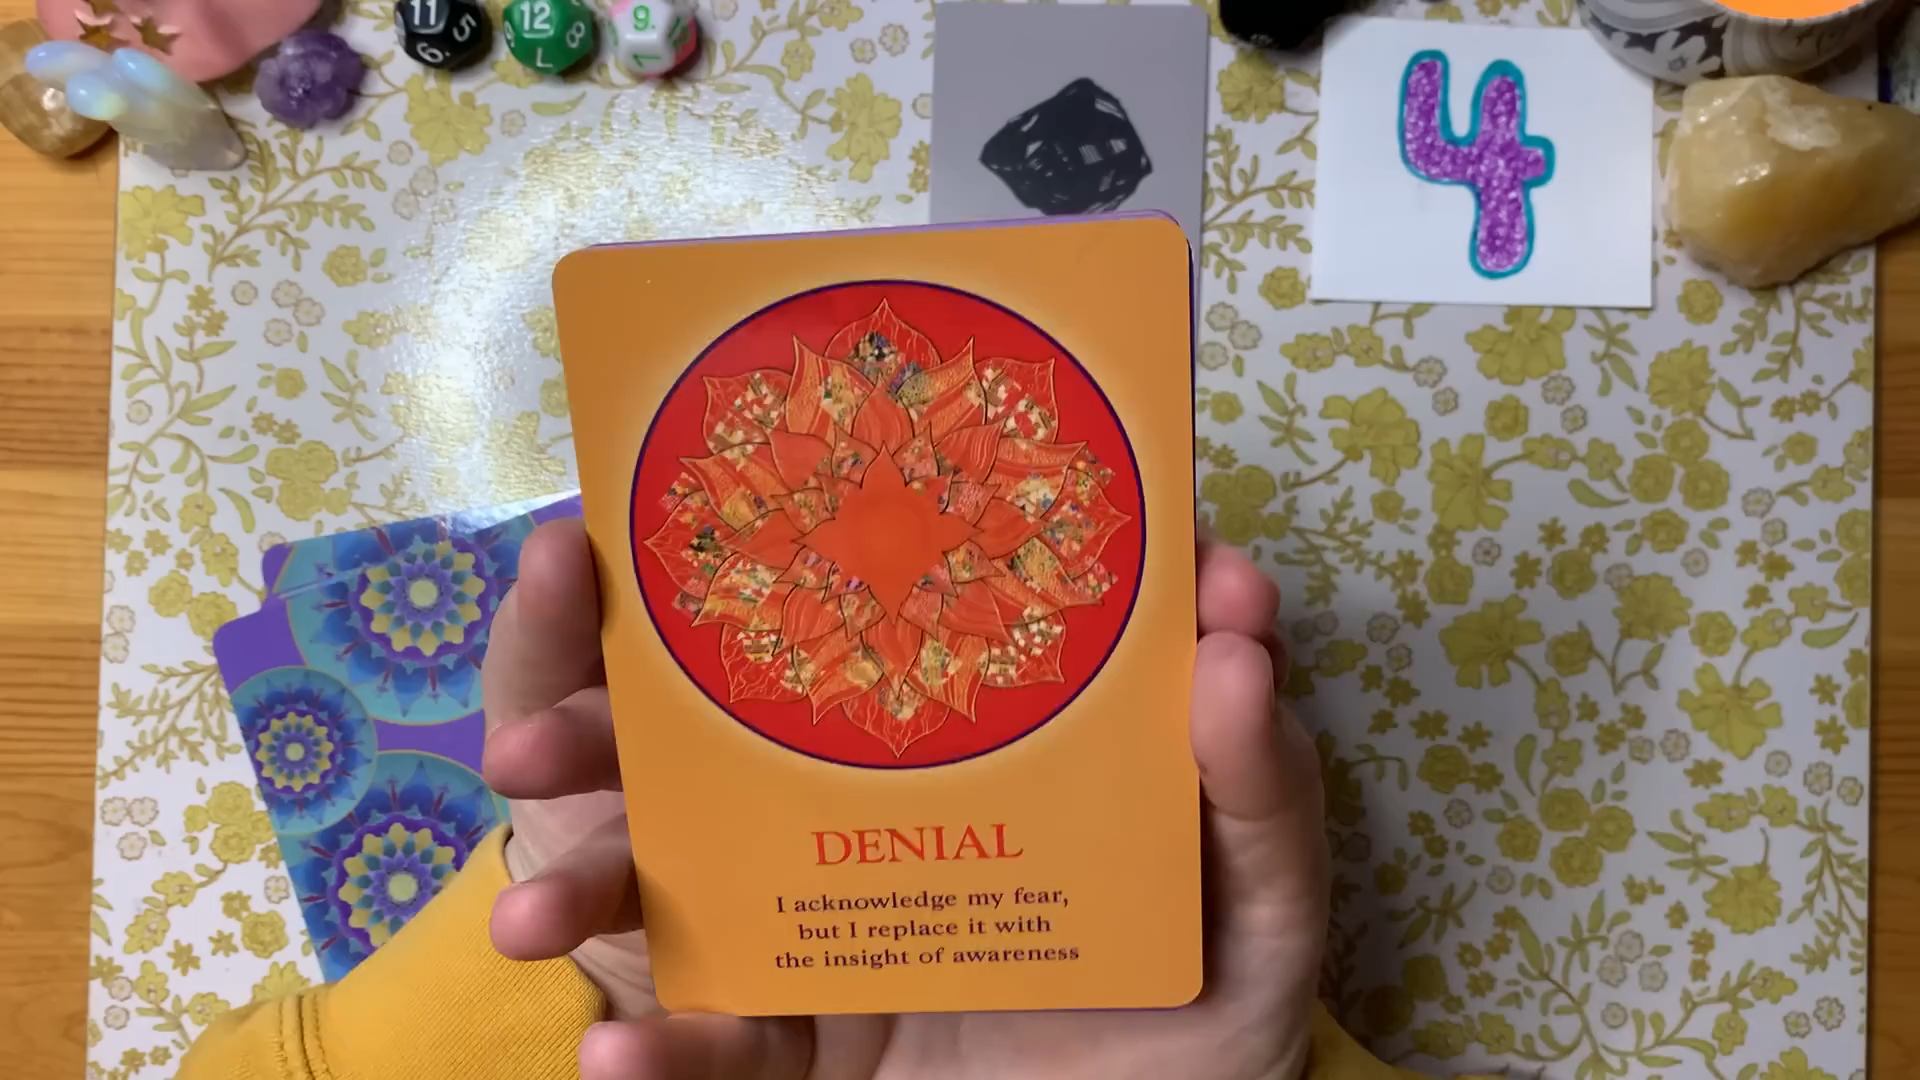 11
5
6.
12
8
L
9.
1
4
DENIAL
I acknowledge my fear,
but I replace it with
the insight of awareness